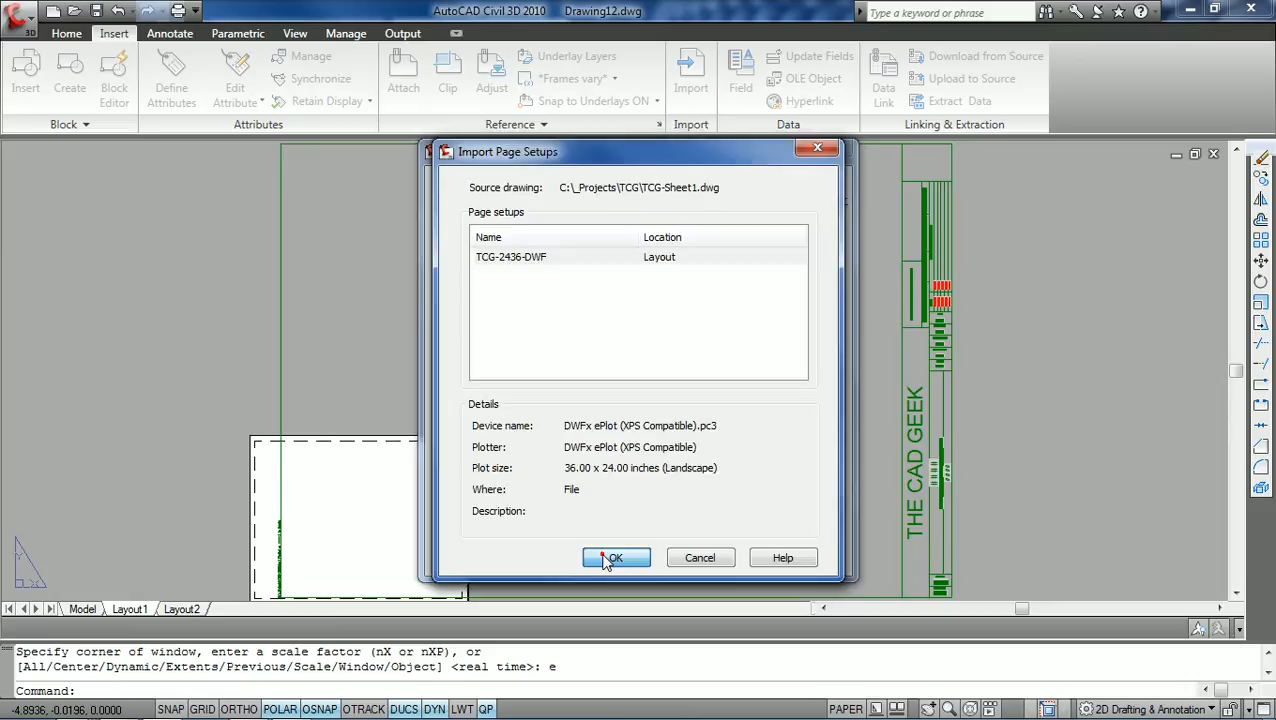 AutoCAD Civil 3D 2010 Drawing12.dwg
Type a keyword or phrase
3D
Home Insert Annotate Parametric View Manage Output
Insert Create Block Editor
Block
Define Attributes Edit Attribute
Manage
Synchronize
Retain Display
Attributes
Attach Clip Adjust
Underlay Layers
*Frames vary*
Snap to Underlays ON
Reference
Import
Import
Field
Update Fields
OLE Object
Hyperlink
Data
Data Link
Download from Source
Upload to Source
Extract Data
Linking & Extraction
Import Page Setups
Source drawing: C:\_Projects\TCG\TCG-Sheet1.dwg
Page setups
Name Location
TCG-2436-DWF Layout
Details
Device name: DWFx ePlot (XPS Compatible).pc3
Plotter: DWFx ePlot (XPS Compatible)
Plot size: 36.00 x 24.00 inches (Landscape)
Where: File
Description:
OK Cancel Help
THE CAD GEEK
Y
X
Model Layout1 Layout2
Specify corner of window, enter a scale factor (nX or nXP), or
[All/Center/Dynamic/Extents/Previous/Scale/Window/Object] <real time>: e
Command:
-4.8936, -0.0196, 0.0000 SNAP GRID ORTHO POLAR OSNAP OTRACK DUCS DYN LWT QP PAPER 2D Drafting & Annotation